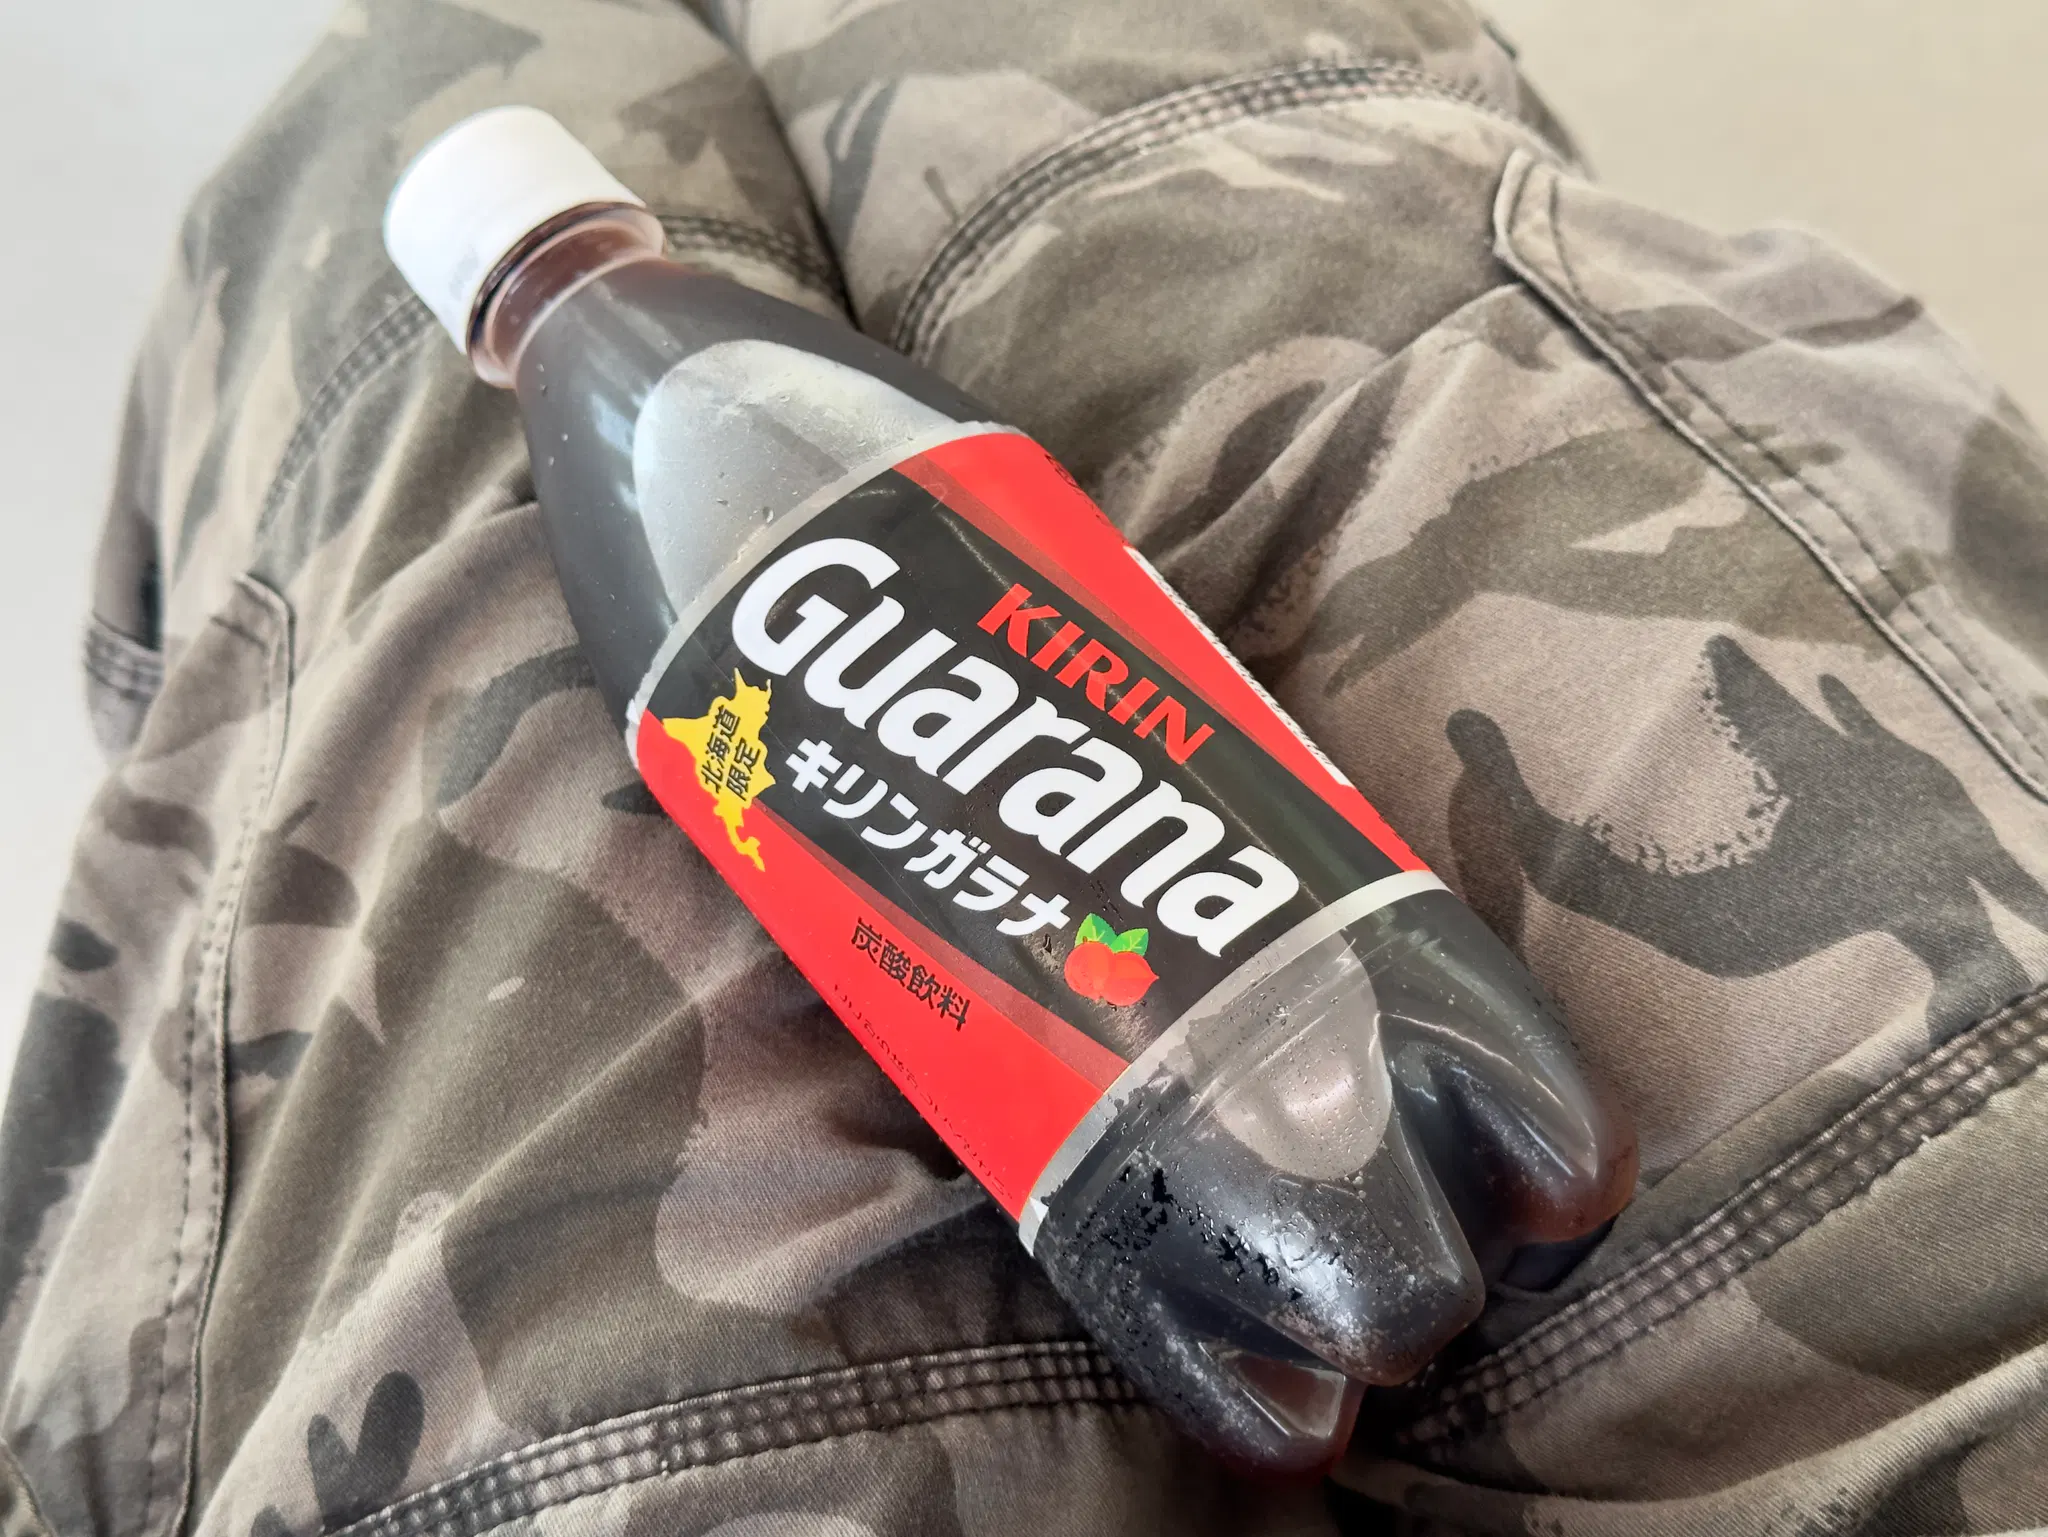 KIRIN
Guarana
キリンガラナ
北海道
限定
炭酸飲料